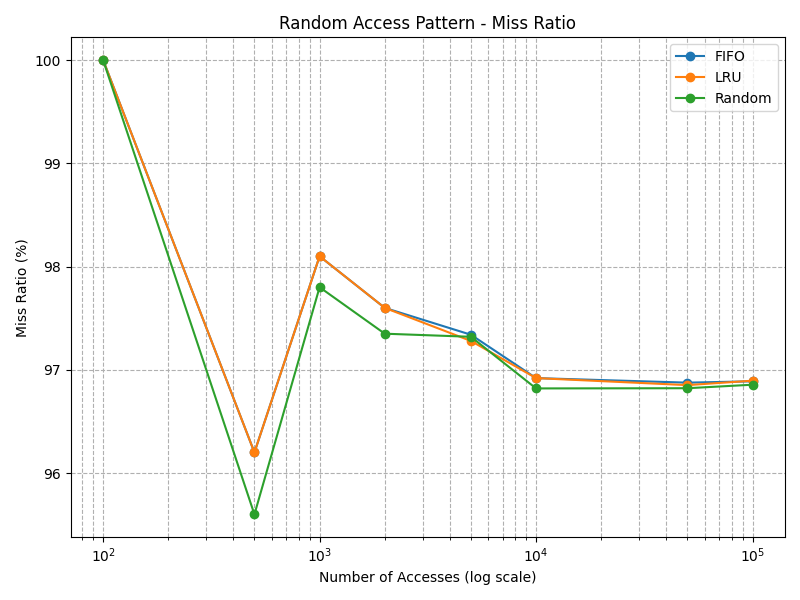 Random Access Pattern - Miss Ratio
FIFO
LRU
Random
Miss Ratio (%)
100
99
98
97
96
10²
10³
10⁴
10⁵
Number of Accesses (log scale)